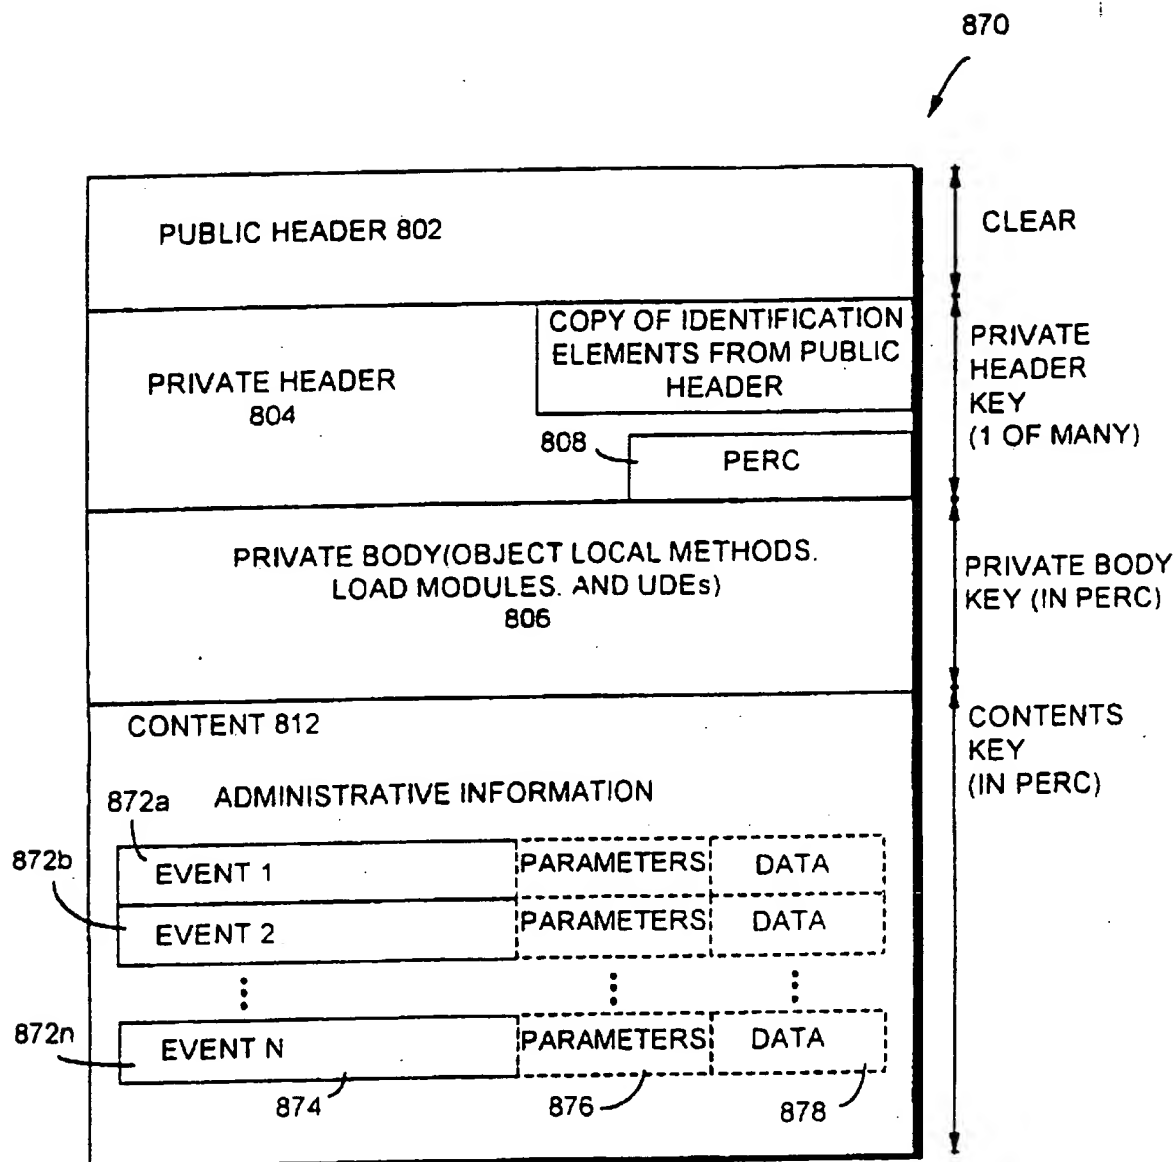 870
PUBLIC HEADER 802
CLEAR
COPY OF IDENTIFICATION
ELEMENTS FROM PUBLIC
HEADER
PRIVATE HEADER
804
808
PERC
PRIVATE
HEADER
KEY
(1 OF MANY)
PRIVATE BODY(OBJECT LOCAL METHODS.
LOAD MODULES. AND UDEs)
806
PRIVATE BODY
KEY (IN PERC)
CONTENT 812
CONTENTS
KEY
(IN PERC)
ADMINISTRATIVE INFORMATION
872a
EVENT 1 PARAMETERS DATA
872b
EVENT 2 PARAMETERS DATA
872n
EVENT N PARAMETERS DATA
874 876 878